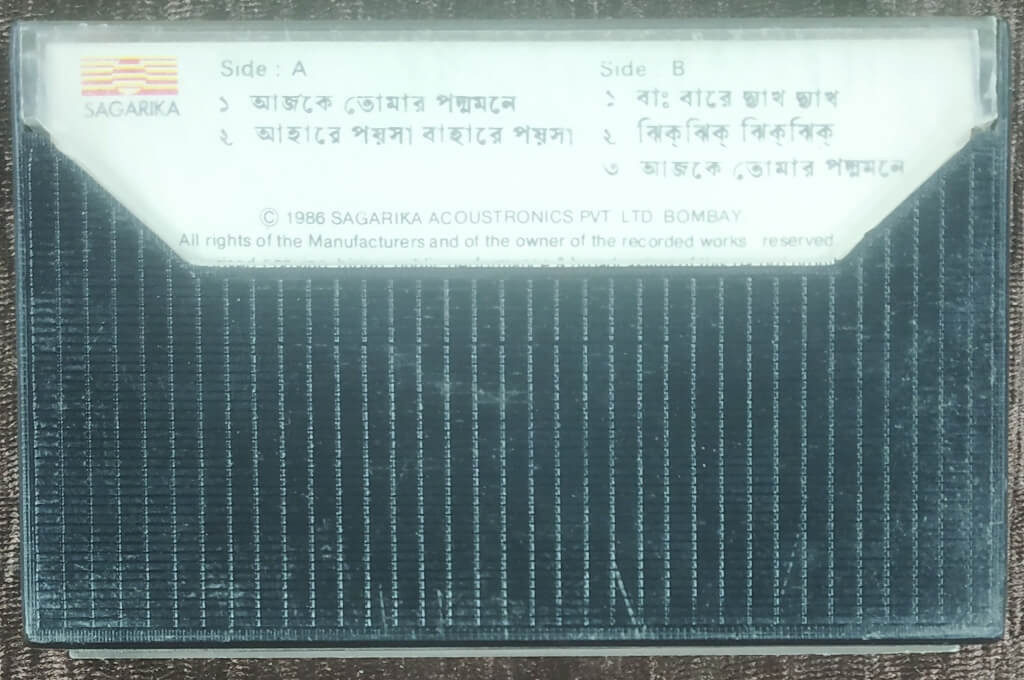 SAGARIKA
Side : A
১ আজকে তোমার পদ্মমনে
২ আহারে পয়সা বাহারে পয়সা
Side B
১ বাঃ বারে দ্যাখ দ্যাখ
২ ঝিক্‌ঝিক্‌ ঝিক্‌ঝিক্‌
৩ আজকে তোমার পদ্মমনে
© 1986 SAGARIKA ACOUSTRONICS PVT LTD BOMBAY
All rights of the Manufacturers and of the owner of the recorded works reserved